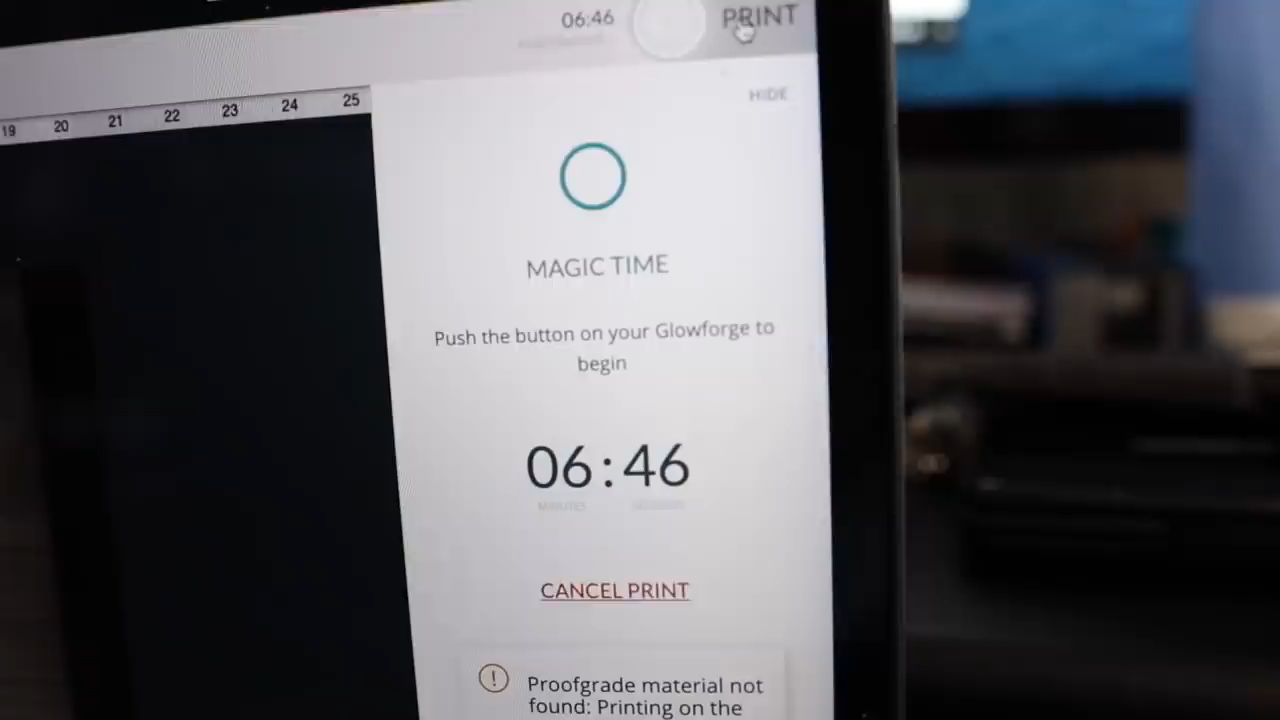 06:46
PRINT
HIDE
19 20 21 22 23 24 25
MAGIC TIME
Push the button on your Glowforge to
begin
06:46
MINUTES
CANCEL PRINT
! Proofgrade material not
found: Printing on the